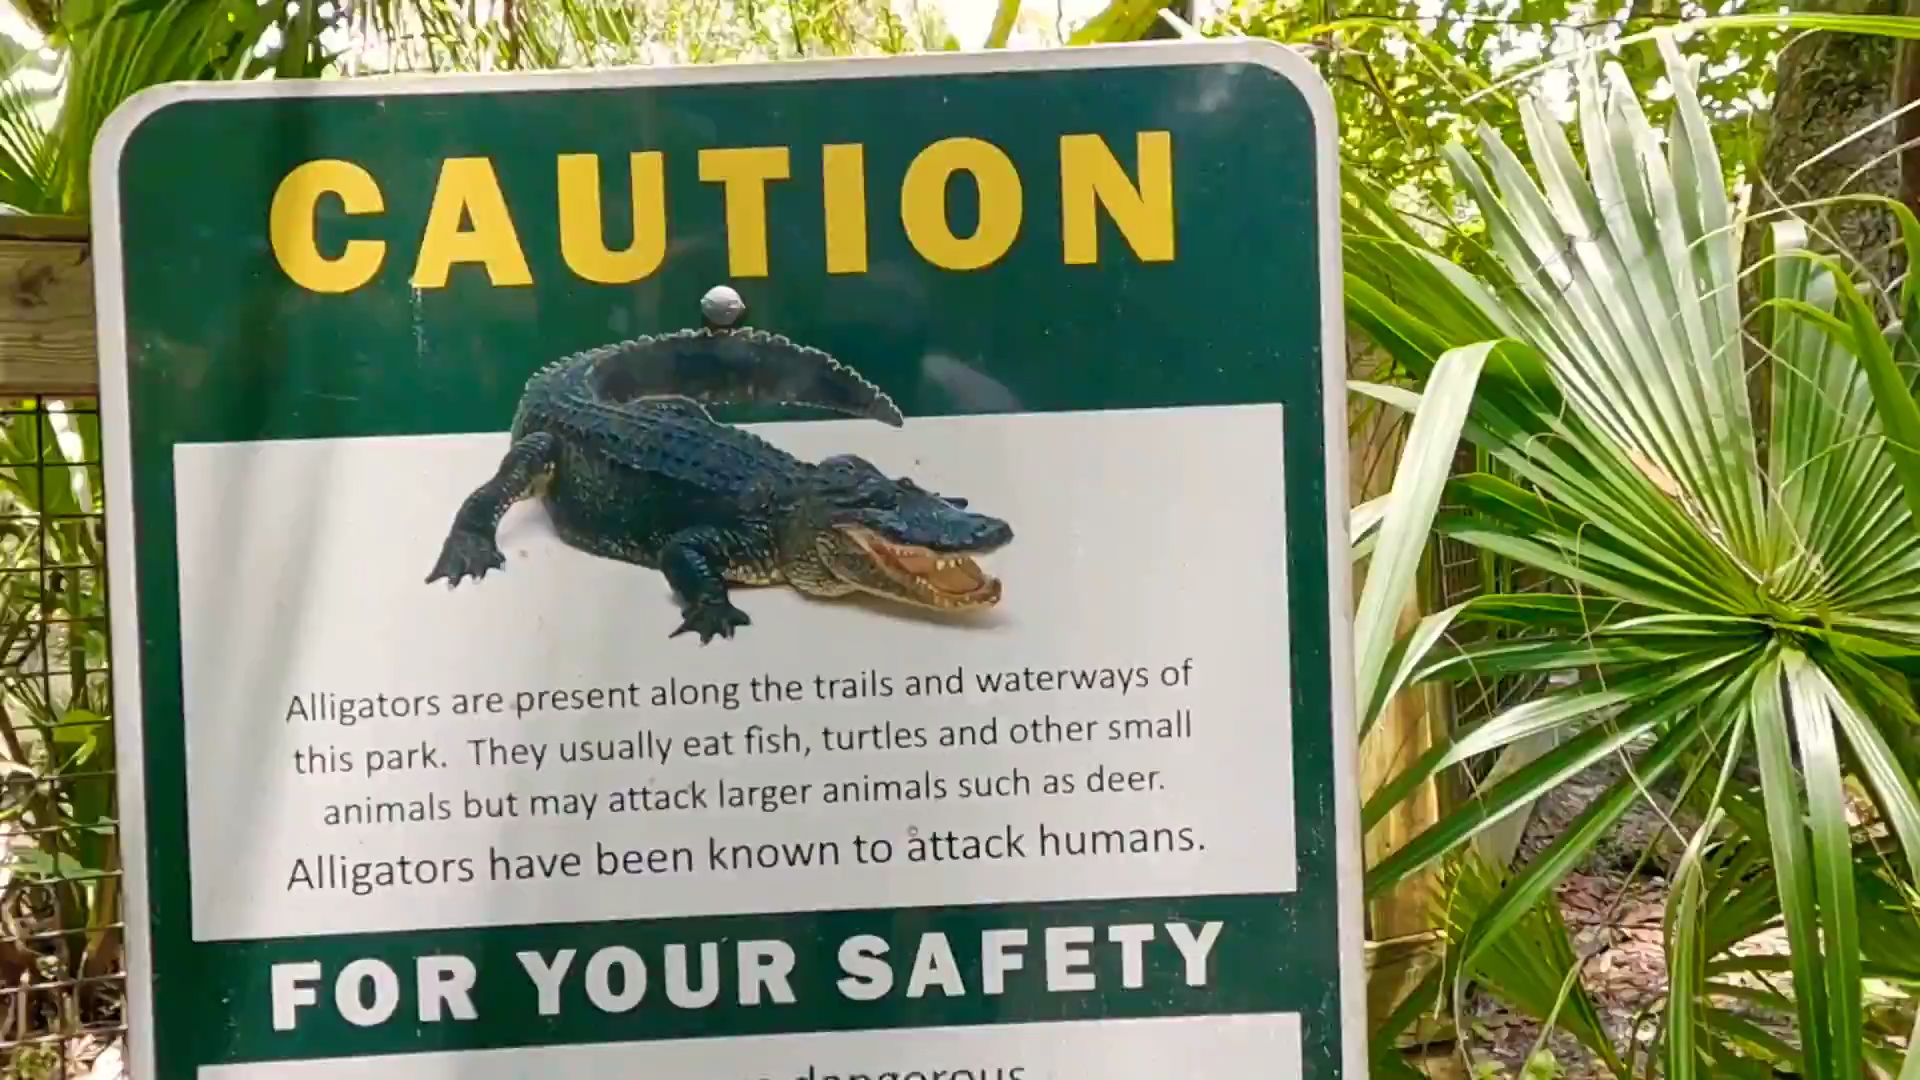 CAUTION
Alligators are present along the trails and waterways of
this park. They usually eat fish, turtles and other small
animals but may attack larger animals such as deer.
Alligators have been known to attack humans.
FOR YOUR SAFETY
dangerous